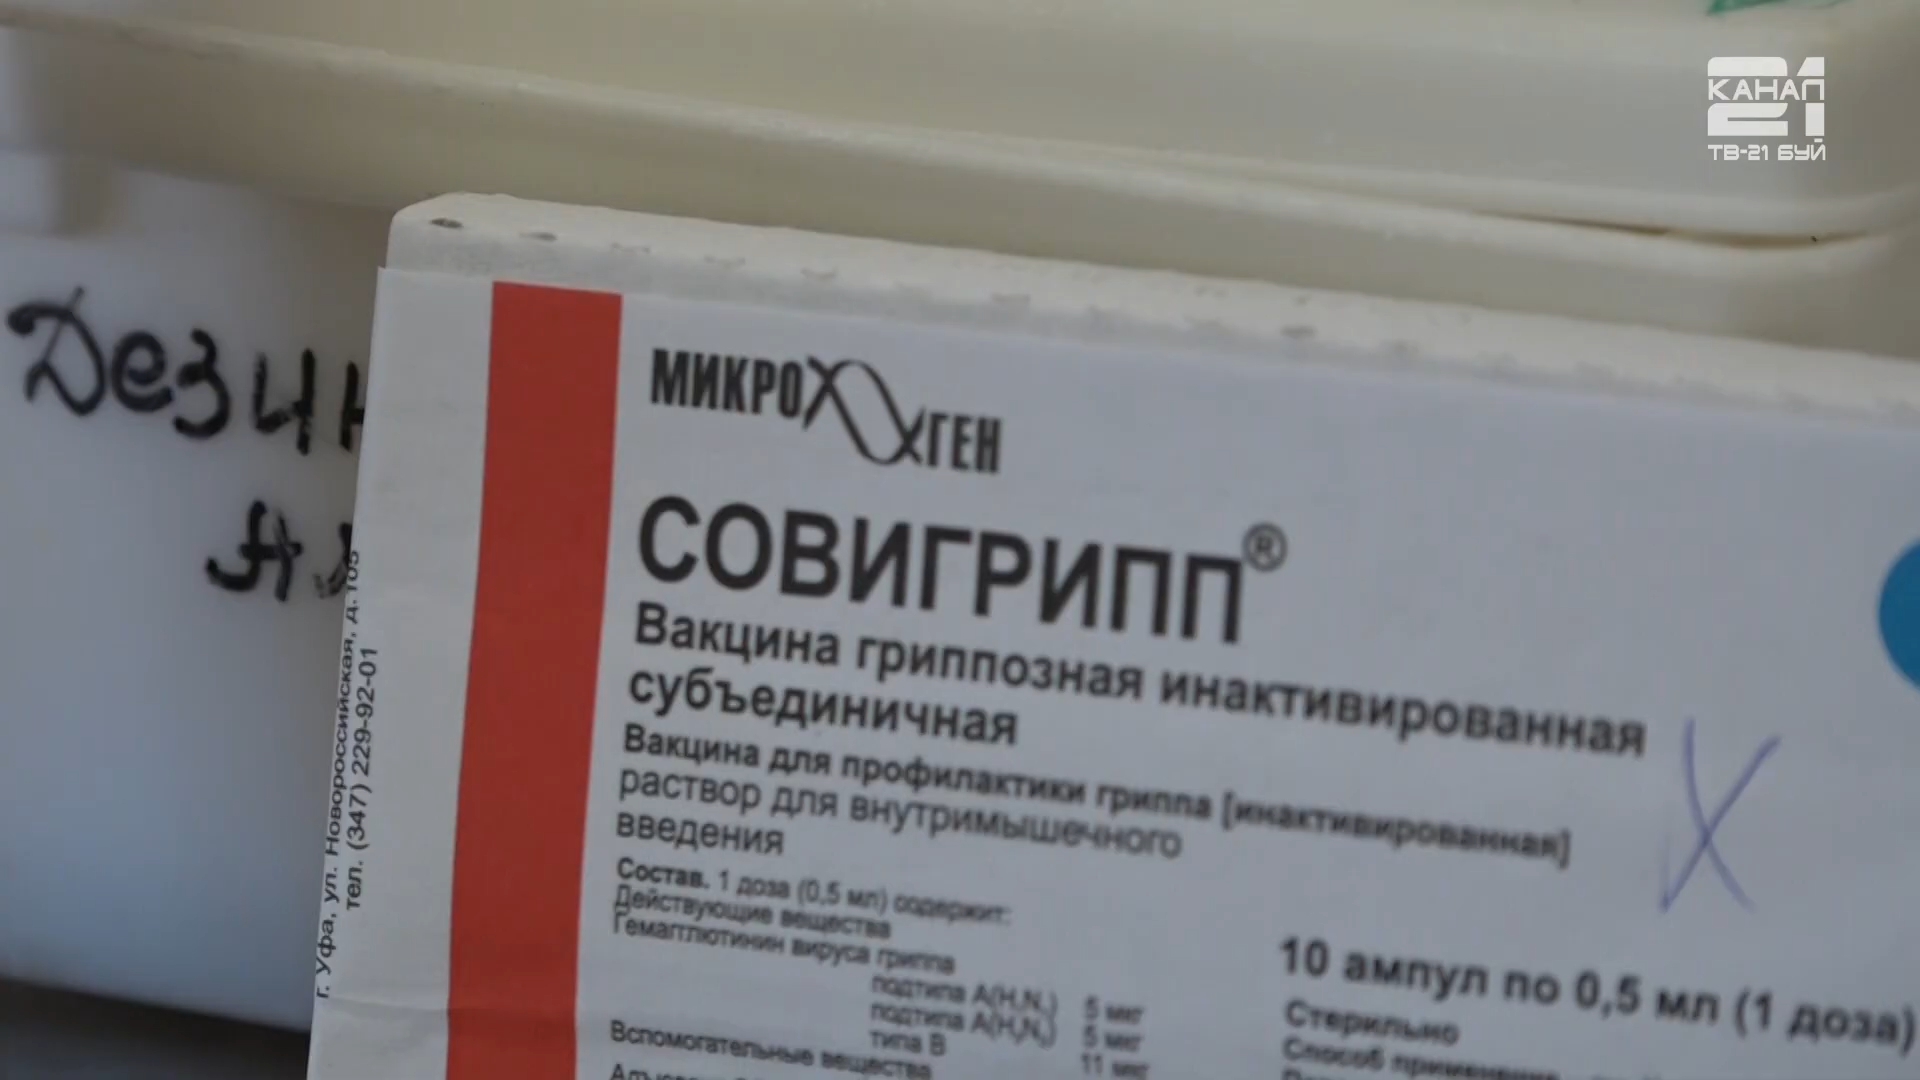 21
КАНАЛ
ТВ-21 БУЙ
Дезин
МИКРОГЕН
СОВИГРИПП®
Вакцина гриппозная инактивированная
субъединичная
Вакцина для профилактики гриппа [инактивированная]
раствор для внутримышечного
введения
Состав. 1 доза (0,5 мл) содержит:
Действующие вещества
Гемагглютинин вируса гриппа
подтипа A(H₁N₁) 5 мкг
подтипа A(H₃N₂) 5 мкг
типа B 11 мкг
Вспомогательные вещества
10 ампул по 0,5 мл (1 доза)
Стерильно
Способ применения
г. Уфа, ул. Новороссийская, д.105
тел. (347) 229-92-01